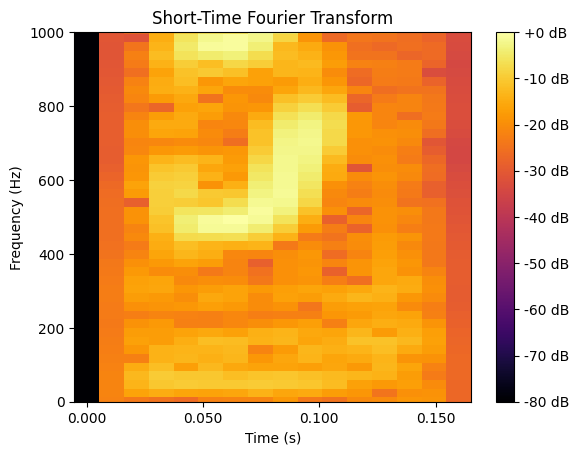 Short-Time Fourier Transform
1000
800
600
400
200
0
Frequency (Hz)
0.000
0.050
0.100
0.150
Time (s)
+0 dB
-10 dB
-20 dB
-30 dB
-40 dB
-50 dB
-60 dB
-70 dB
-80 dB